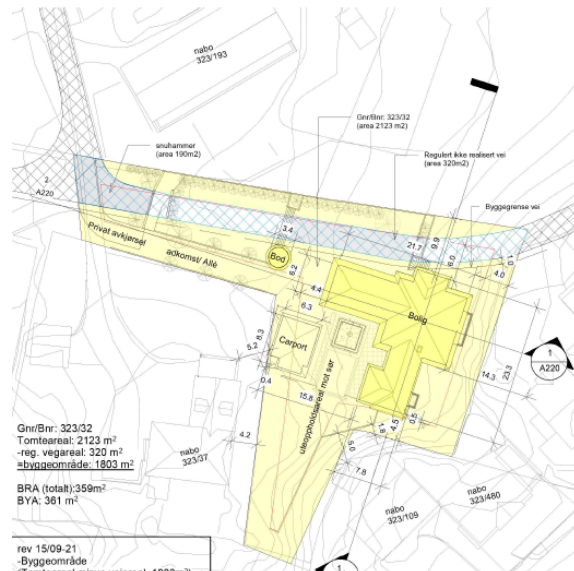 nabo
323/193
Gnr/Bnr: 323/32
(area 2123 m2)
snuhammer
(area 190m2)
Regulert ikke realisert vei
(area 320m2)
Byggegrense vei
2
A220
Privat avkjørsel
adkomst/ Allè
3.4
21.7
9.9
6.0
1.0
4.0
Bod
6.2
4.4
6.3
Bolig
Carport
8.3
5.2
0.4
15.8
uteoppholdsareal mot sør
14.3
23.3
1
A220
1.8
4.5
0.5
5.0
7.8
4.2
Gnr/Bnr: 323/32
Tomteareal: 2123 m²
-reg. vegareal: 320 m²
=byggeområde: 1803 m²
BRA (totalt):359m²
BYA: 361 m²
nabo
323/37
nabo
323/480
nabo
323/109
rev 15/09-21
-Byggeområde
1